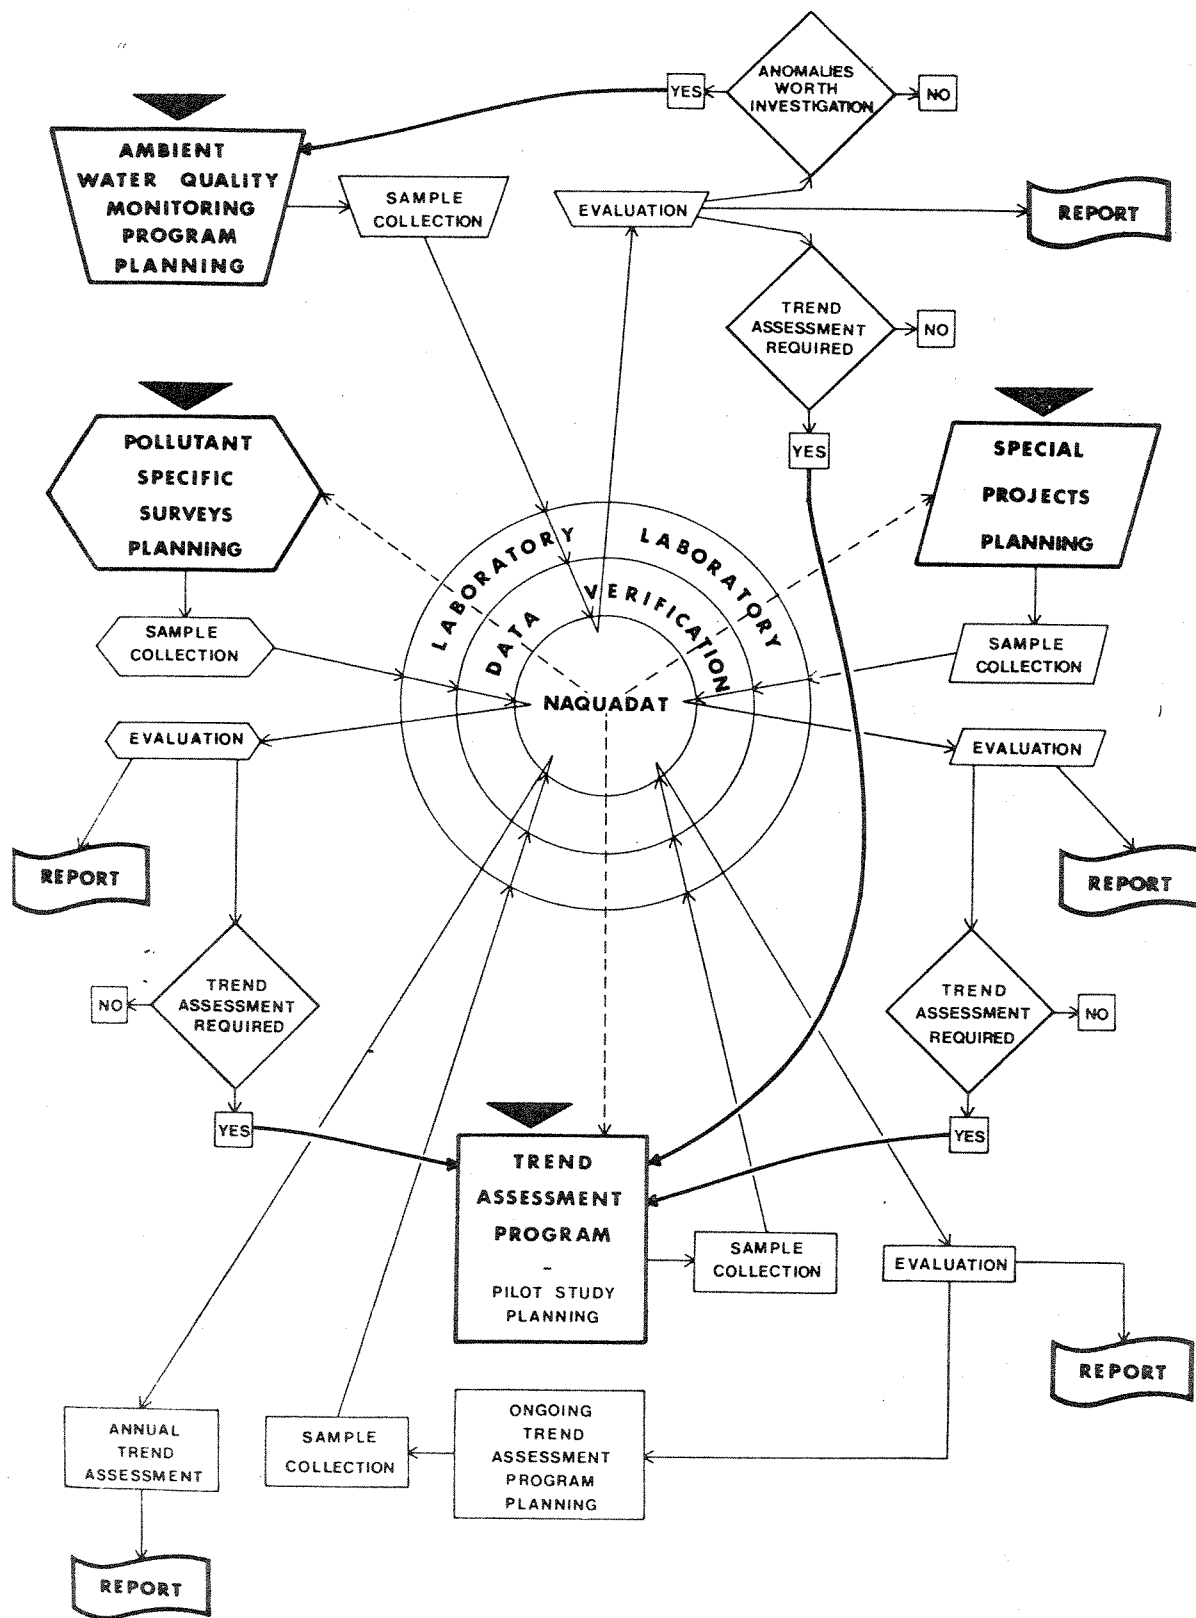 ANOMALIES
WORTH
INVESTIGATION
YES
NO
AMBIENT
WATER QUALITY
MONITORING
PROGRAM
PLANNING
SAMPLE
COLLECTION
EVALUATION
REPORT
TREND
ASSESSMENT
REQUIRED
NO
YES
POLLUTANT
SPECIFIC
SURVEYS
PLANNING
SPECIAL
PROJECTS
PLANNING
LABORATORY LABORATORY
DATA VERIFICATION
NAQUADAT
SAMPLE
COLLECTION
SAMPLE
COLLECTION
EVALUATION
EVALUATION
REPORT
REPORT
TREND
ASSESSMENT
REQUIRED
NO
YES
TREND
ASSESSMENT
REQUIRED
NO
YES
TREND
ASSESSMENT
PROGRAM
-
PILOT STUDY
PLANNING
SAMPLE
COLLECTION
EVALUATION
REPORT
ONGOING
TREND
ASSESSMENT
PROGRAM
PLANNING
SAMPLE
COLLECTION
ANNUAL
TREND
ASSESSMENT
REPORT